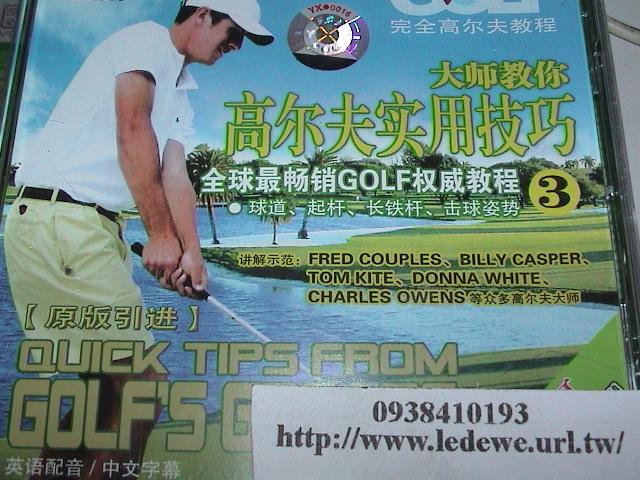 YX●0016
GOLF
完全高尔夫教程
大师教你
高尔夫实用技巧
全球最畅销GOLF权威教程 3
●球道、起杆、长铁杆、击球姿势
讲解示范：FRED COUPLES、BILLY CASPER、
TOM KITE、DONNA WHITE、
CHARLES OWENS 等众多高尔夫大师
【原版引进】
QUICK TIPS FROM
GOLF'S G
0938410193
http://www.ledewe.url.tw/
英语配音/中文字幕